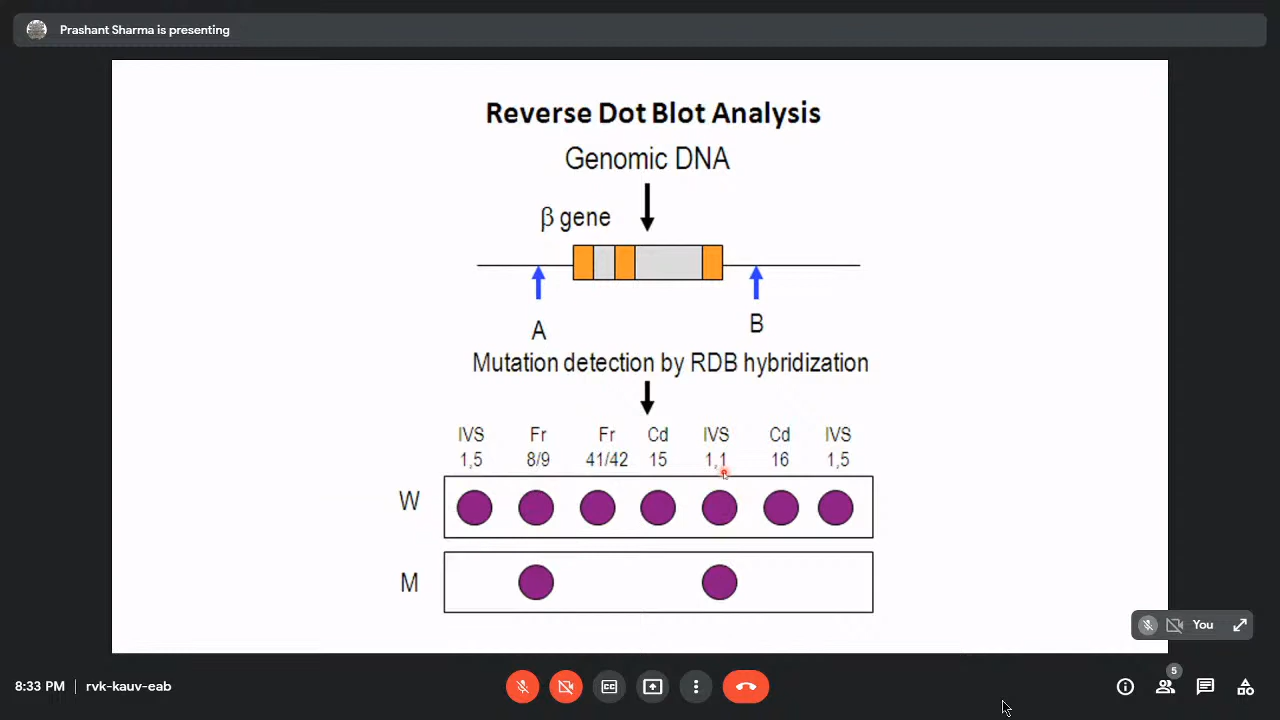 Prashant Sharma is presenting
Reverse Dot Blot Analysis
Genomic DNA
β gene
A B
Mutation detection by RDB hybridization
IVS Fr Fr Cd IVS Cd IVS
1,5 8/9 41/42 15 1,1 16 1,5
W
M
You
5
8:33 PM | rvk-kauv-eab
CC